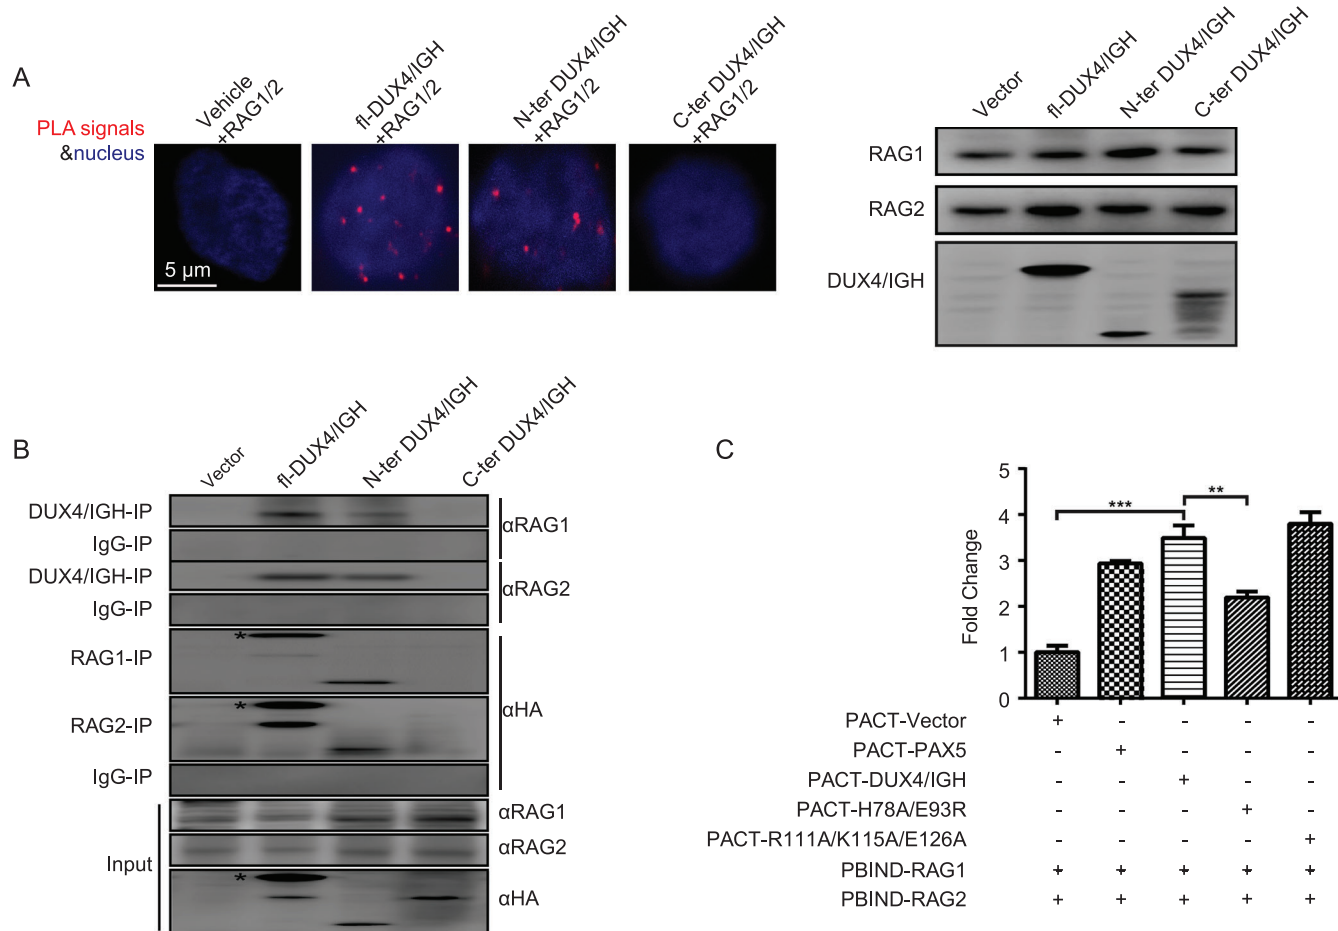 A
PLA signals
&nucleus
Vehicle
+RAG1/2
fl-DUX4/IGH
+RAG1/2
N-ter DUX4/IGH
+RAG1/2
C-ter DUX4/IGH
+RAG1/2
5 μm
Vector
fl-DUX4/IGH
N-ter DUX4/IGH
C-ter DUX4/IGH
RAG1
RAG2
DUX4/IGH
B
Vector
fl-DUX4/IGH
N-ter DUX4/IGH
C-ter DUX4/IGH
DUX4/IGH-IP
αRAG1
IgG-IP
DUX4/IGH-IP
αRAG2
IgG-IP
*
RAG1-IP
*
αHA
RAG2-IP
IgG-IP
αRAG1
αRAG2
Input
*
αHA
C
Fold Change
5
4
3
2
1
0
***
**
PACT-Vector + - - - -
PACT-PAX5 - + - - -
PACT-DUX4/IGH - - + - -
PACT-H78A/E93R - - - + -
PACT-R111A/K115A/E126A - - - - +
PBIND-RAG1 + + + + +
PBIND-RAG2 + + + + +